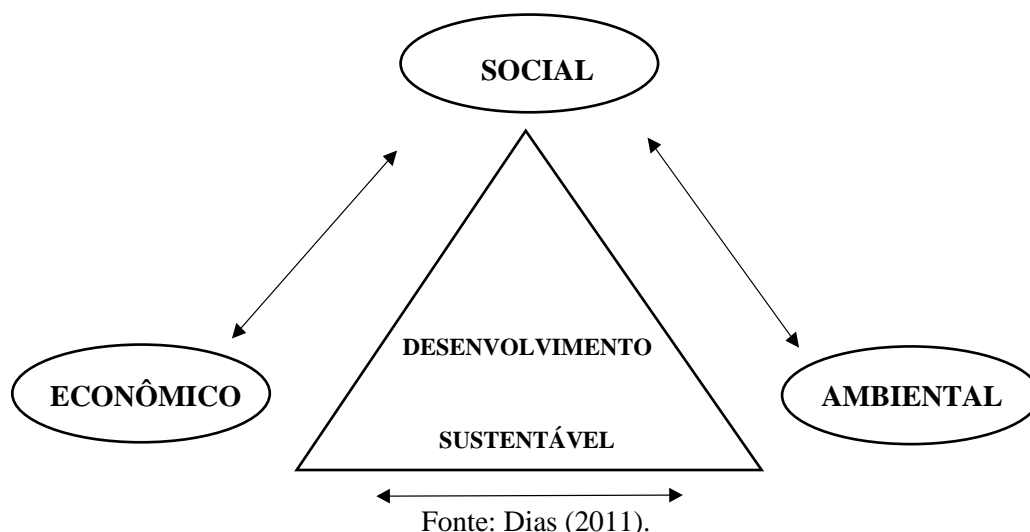 SOCIAL
DESENVOLVIMENTO
ECONÔMICO
AMBIENTAL
SUSTENTÁVEL
Fonte: Dias (2011).